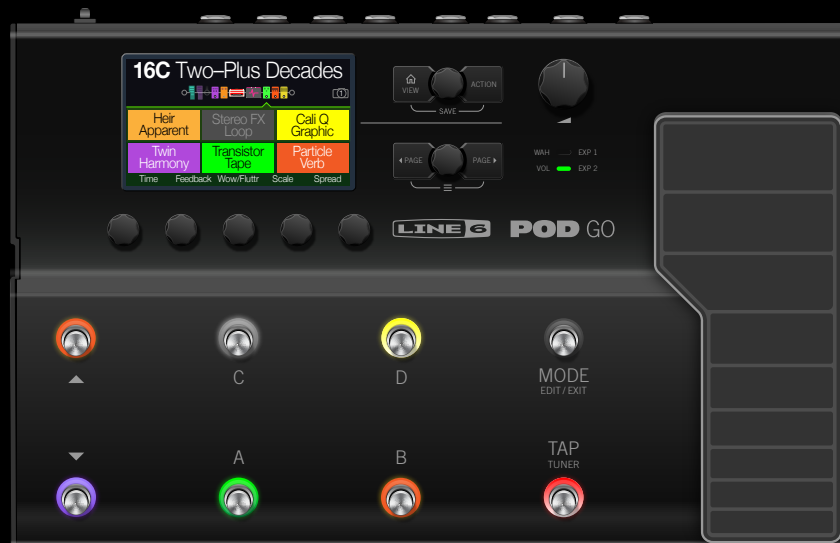 16C Two–Plus Decades
1
Heir Apparent
Stereo FX Loop
Cali Q Graphic
Twin Harmony
Transistor Tape
Particle Verb
Time Feedback Wow/Fluttr Scale Spread
VIEW
ACTION
SAVE
PAGE
PAGE
WAH EXP 1
VOL EXP 2
LINE 6 POD GO
C
D
MODE
EDIT / EXIT
A
B
TAP
TUNER